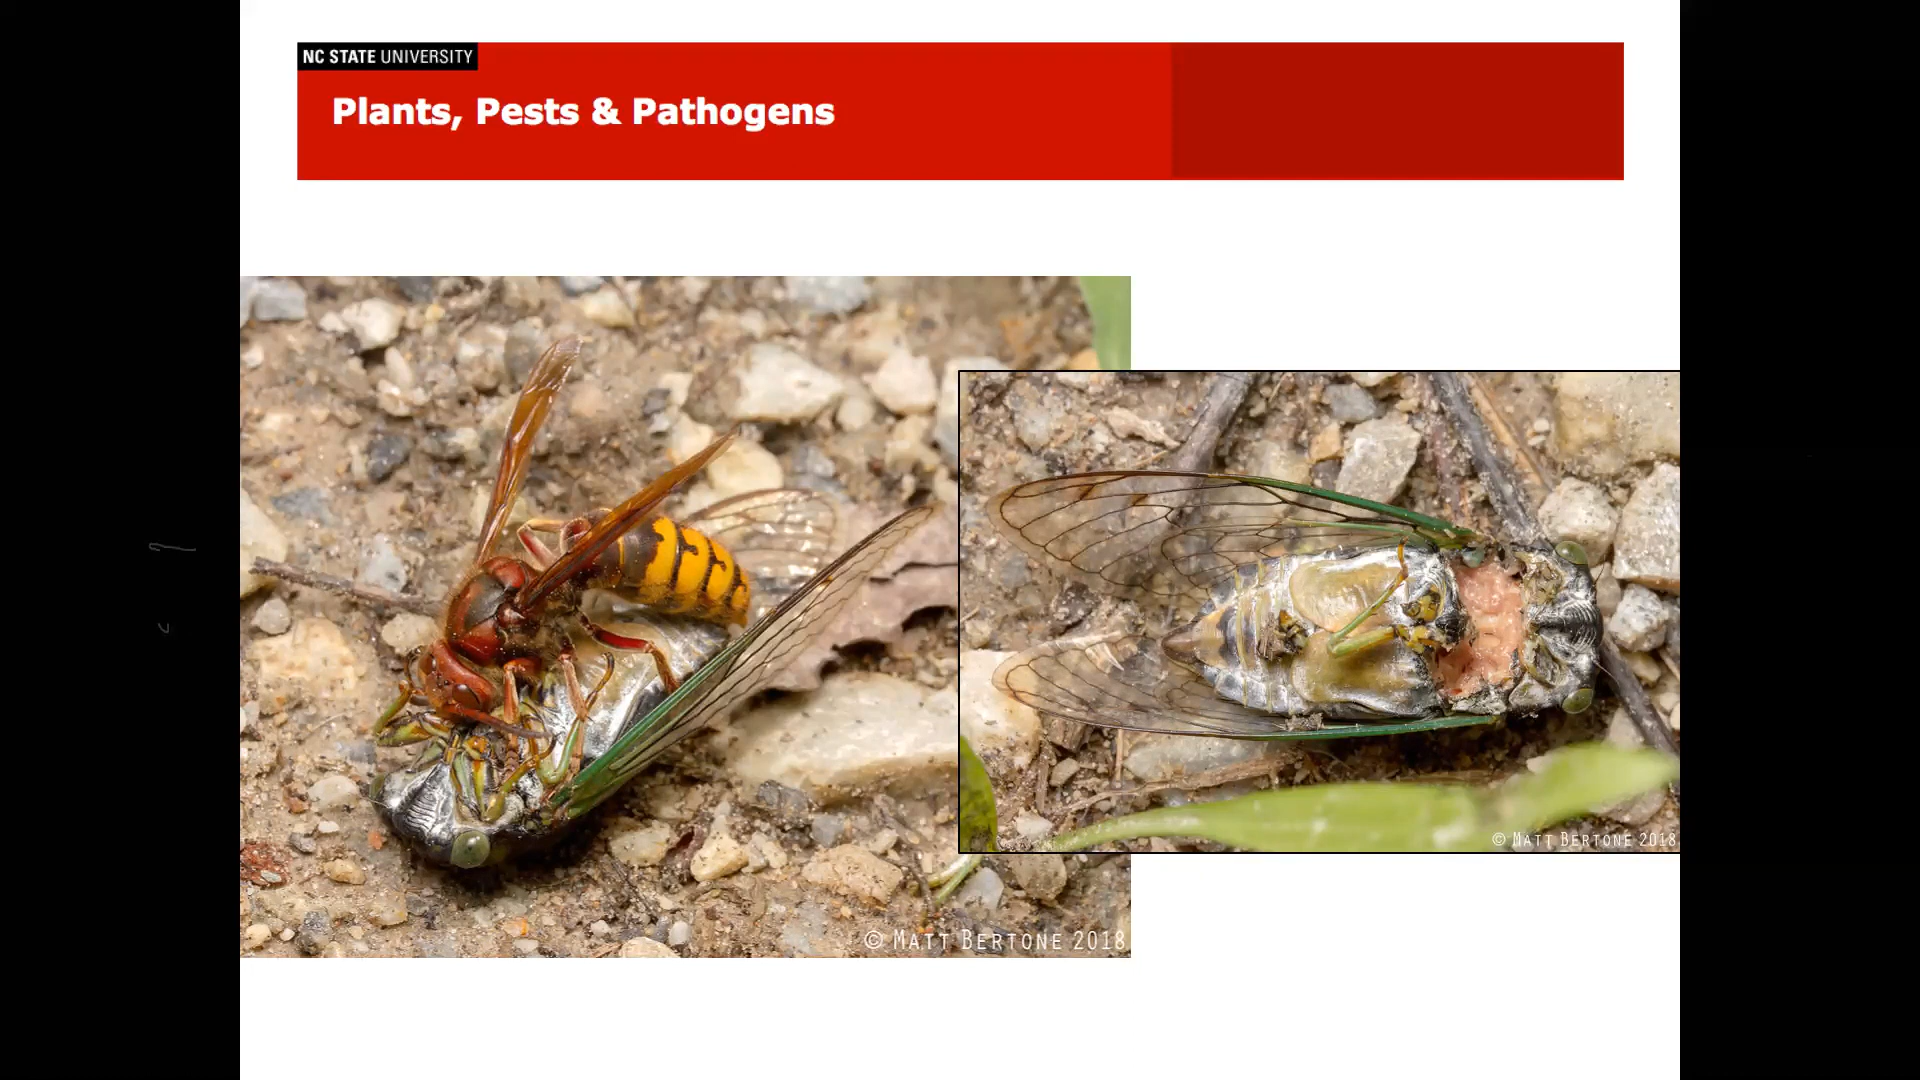 NC STATE UNIVERSITY
Plants, Pests & Pathogens
© MATT BERTONE 2018
© MATT BERTONE 2018